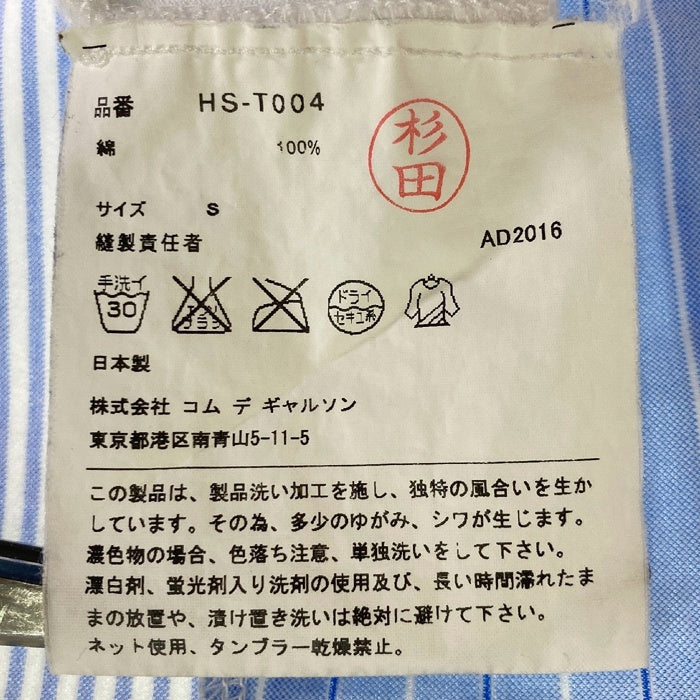 品番 HS-T004
綿 100%
杉田
サイズ S
縫製責任者
AD2016
手洗イ
30
エンソ
サラシ
ドライ
セキユ系
日本製
株式会社 コム デ ギャルソン
東京都港区南青山5-11-5
この製品は、製品洗い加工を施し、独特の風合いを生か
しています。その為、多少のゆがみ、シワが生じます。
濃色物の場合、色落ち注意、単独洗いをして下さい。
漂白剤、蛍光剤入り洗剤の使用及び、長い時間濡れたま
まの放置や、漬け置き洗いは絶対に避けて下さい。
ネット使用、タンブラー乾燥禁止。